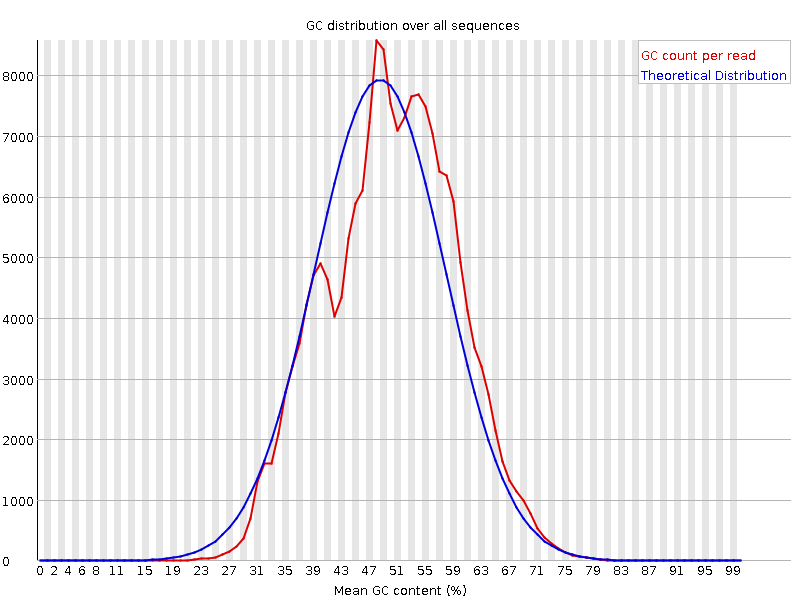 GC distribution over all sequences
GC count per read
Theoretical Distribution
8000
7000
6000
5000
4000
3000
2000
1000
0
0 2 4 6 8 11 15 19 23 27 31 35 39 43 47 51 55 59 63 67 71 75 79 83 87 91 95 99
Mean GC content (%)